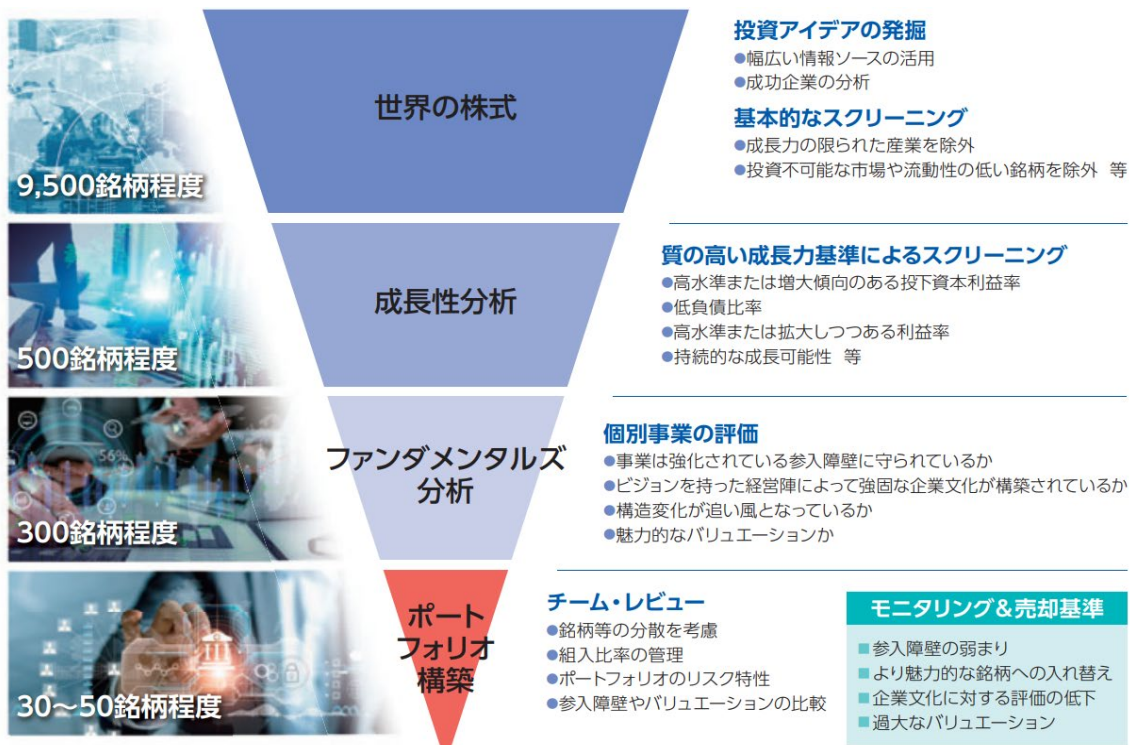 世界の株式
9,500銘柄程度
投資アイデアの発掘
●幅広い情報ソースの活用
●成功企業の分析
基本的なスクリーニング
●成長力の限られた産業を除外
●投資不可能な市場や流動性の低い銘柄を除外 等
成長性分析
500銘柄程度
質の高い成長力基準によるスクリーニング
●高水準または増大傾向のある投下資本利益率
●低負債比率
●高水準または拡大しつつある利益率
●持続的な成長可能性 等
ファンダメンタルズ
分析
56%
300銘柄程度
個別事業の評価
●事業は強化されている参入障壁に守られているか
●ビジョンを持った経営陣によって強固な企業文化が構築されているか
●構造変化が追い風となっているか
●魅力的なバリュエーションか
ポート
フォリオ
構築
30～50銘柄程度
チーム・レビュー
●銘柄等の分散を考慮
●組入比率の管理
●ポートフォリオのリスク特性
●参入障壁やバリュエーションの比較
モニタリング&売却基準
■参入障壁の弱まり
■より魅力的な銘柄への入れ替え
■企業文化に対する評価の低下
■過大なバリュエーション